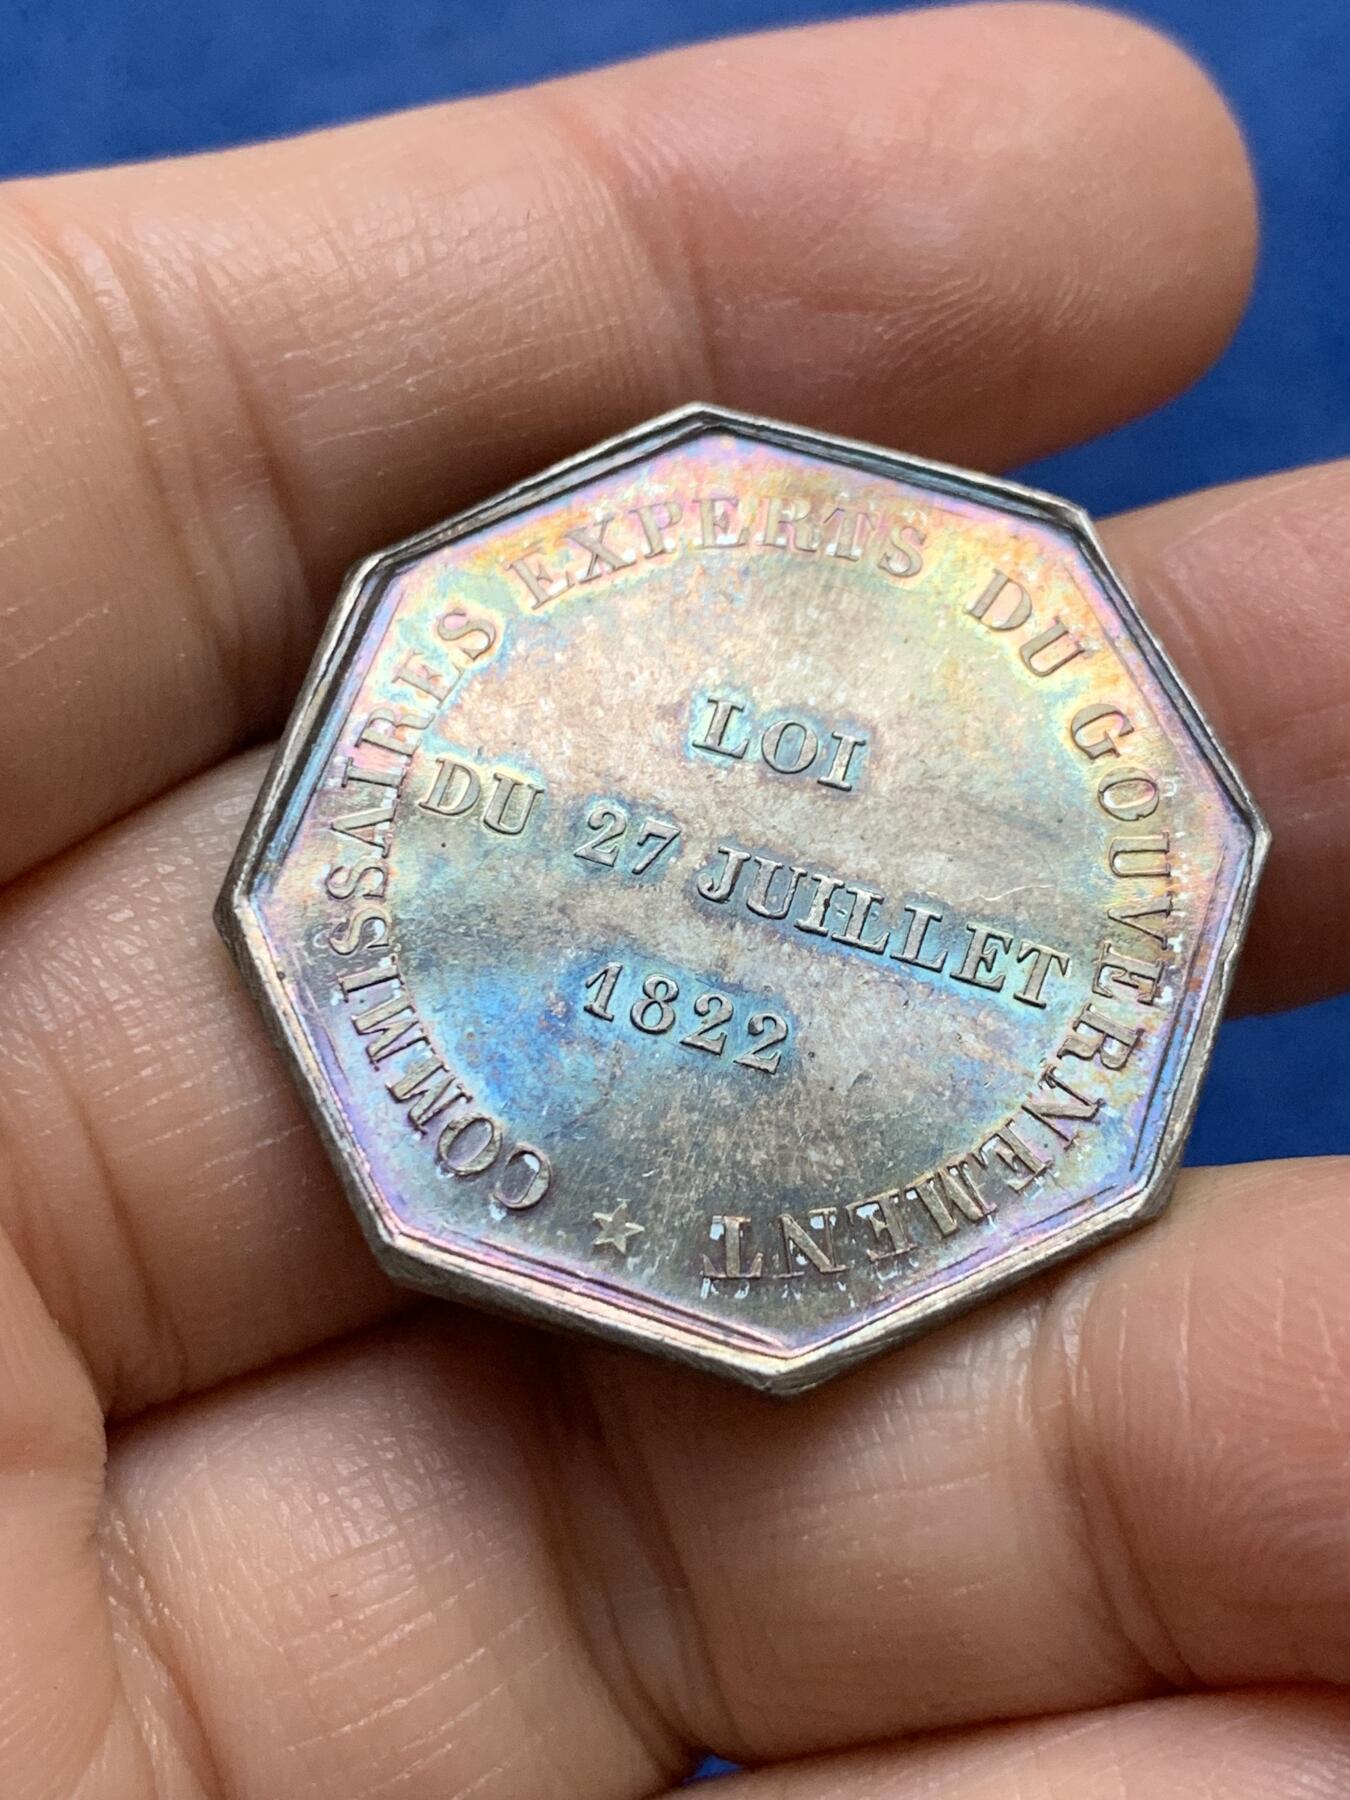 COMMISSAIRES EXPERTS DU GOUVERNEMENT
LOI
DU 27 JUILLET
1822